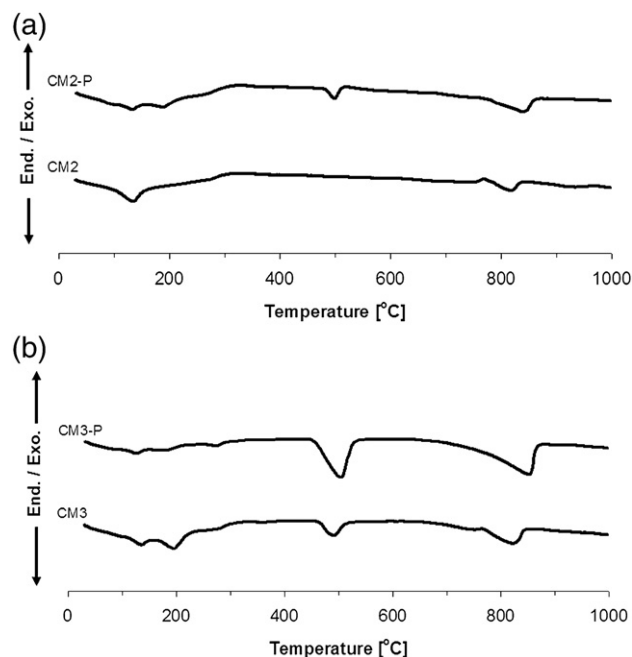 (a)
CM2-P
CM2
End. / Exo.
0 200 400 600 800 1000
Temperature [°C]
(b)
CM3-P
CM3
End. / Exo.
0 200 400 600 800 1000
Temperature [°C]